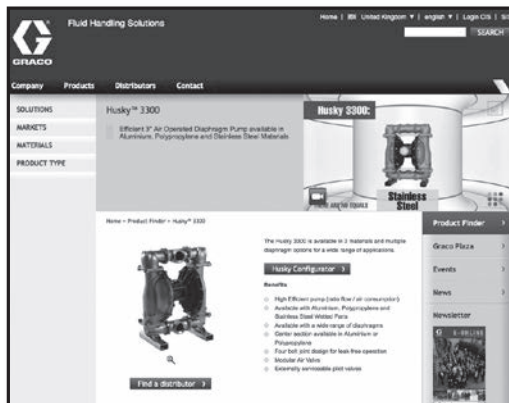 Fluid Handling Solutions
Home | United Kingdom ▼ | english ▼ | Login CIS |
SEARCH
GRACO
Company Products Distributors Contact
SOLUTIONS
MARKETS
MATERIALS
PRODUCT TYPE
Husky™ 3300
Efficient 3" Air Operated Diaphragm Pump available in
Aluminium, Polypropylene and Stainless Steel Materials
Husky 3300:
Stainless
Steel
Home > Product Finder > Husky™ 3300
The Husky 3300 is available in 3 materials and multiple
diaphragm options for a wide range of applications.
Husky Configurator >
Benefits
High Efficient pump (ratio flow / air consumption)
Available with Aluminium, Polypropylene and
Stainless Steel Wetted Parts
Available with a wide range of diaphragms
Center section available in Aluminium or
Polypropylene
Four bolt joint design for leak free operation
Modular Air Valve
Externally serviceable pilot valves
Find a distributor >
Product Finder >
Graco Plaza >
Events >
News >
Newsletter